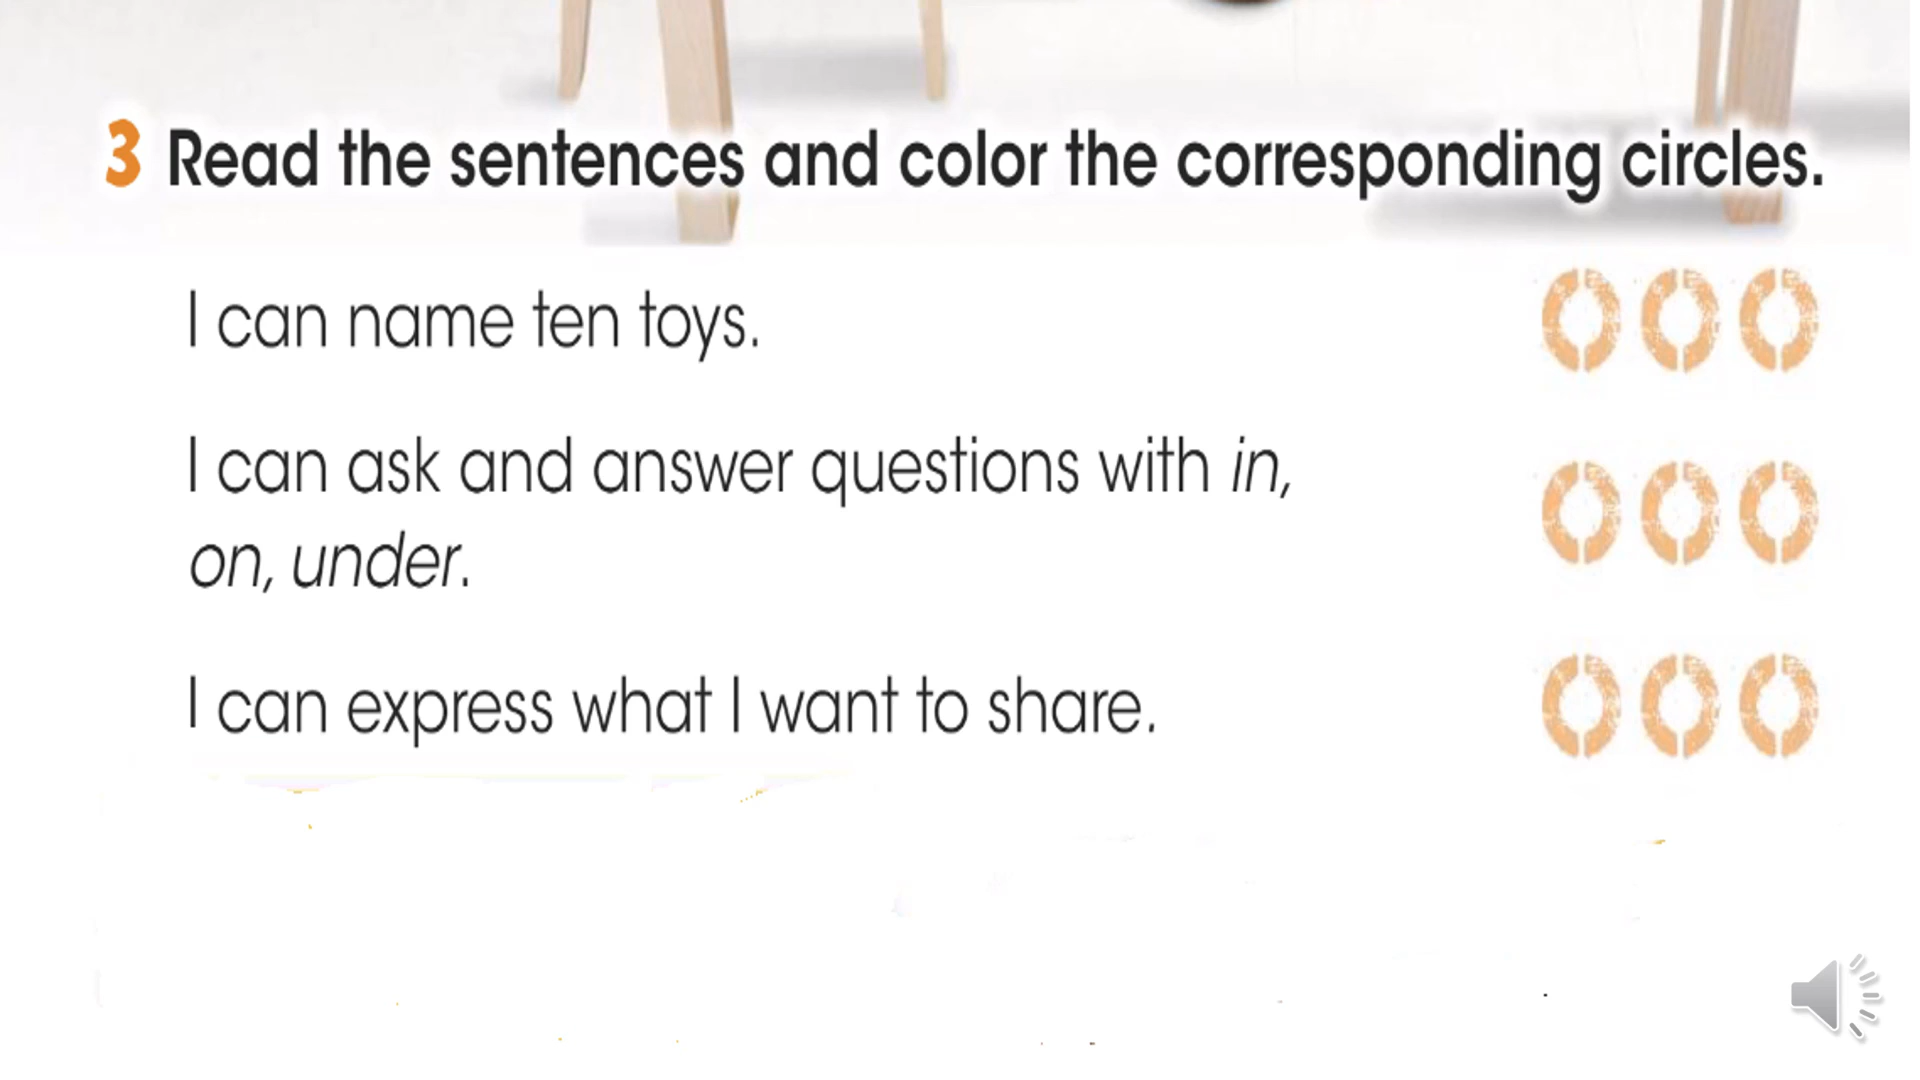 3 Read the sentences and color the corresponding circles.
I can name ten toys.
I can ask and answer questions with in,
on, under.
I can express what I want to share.